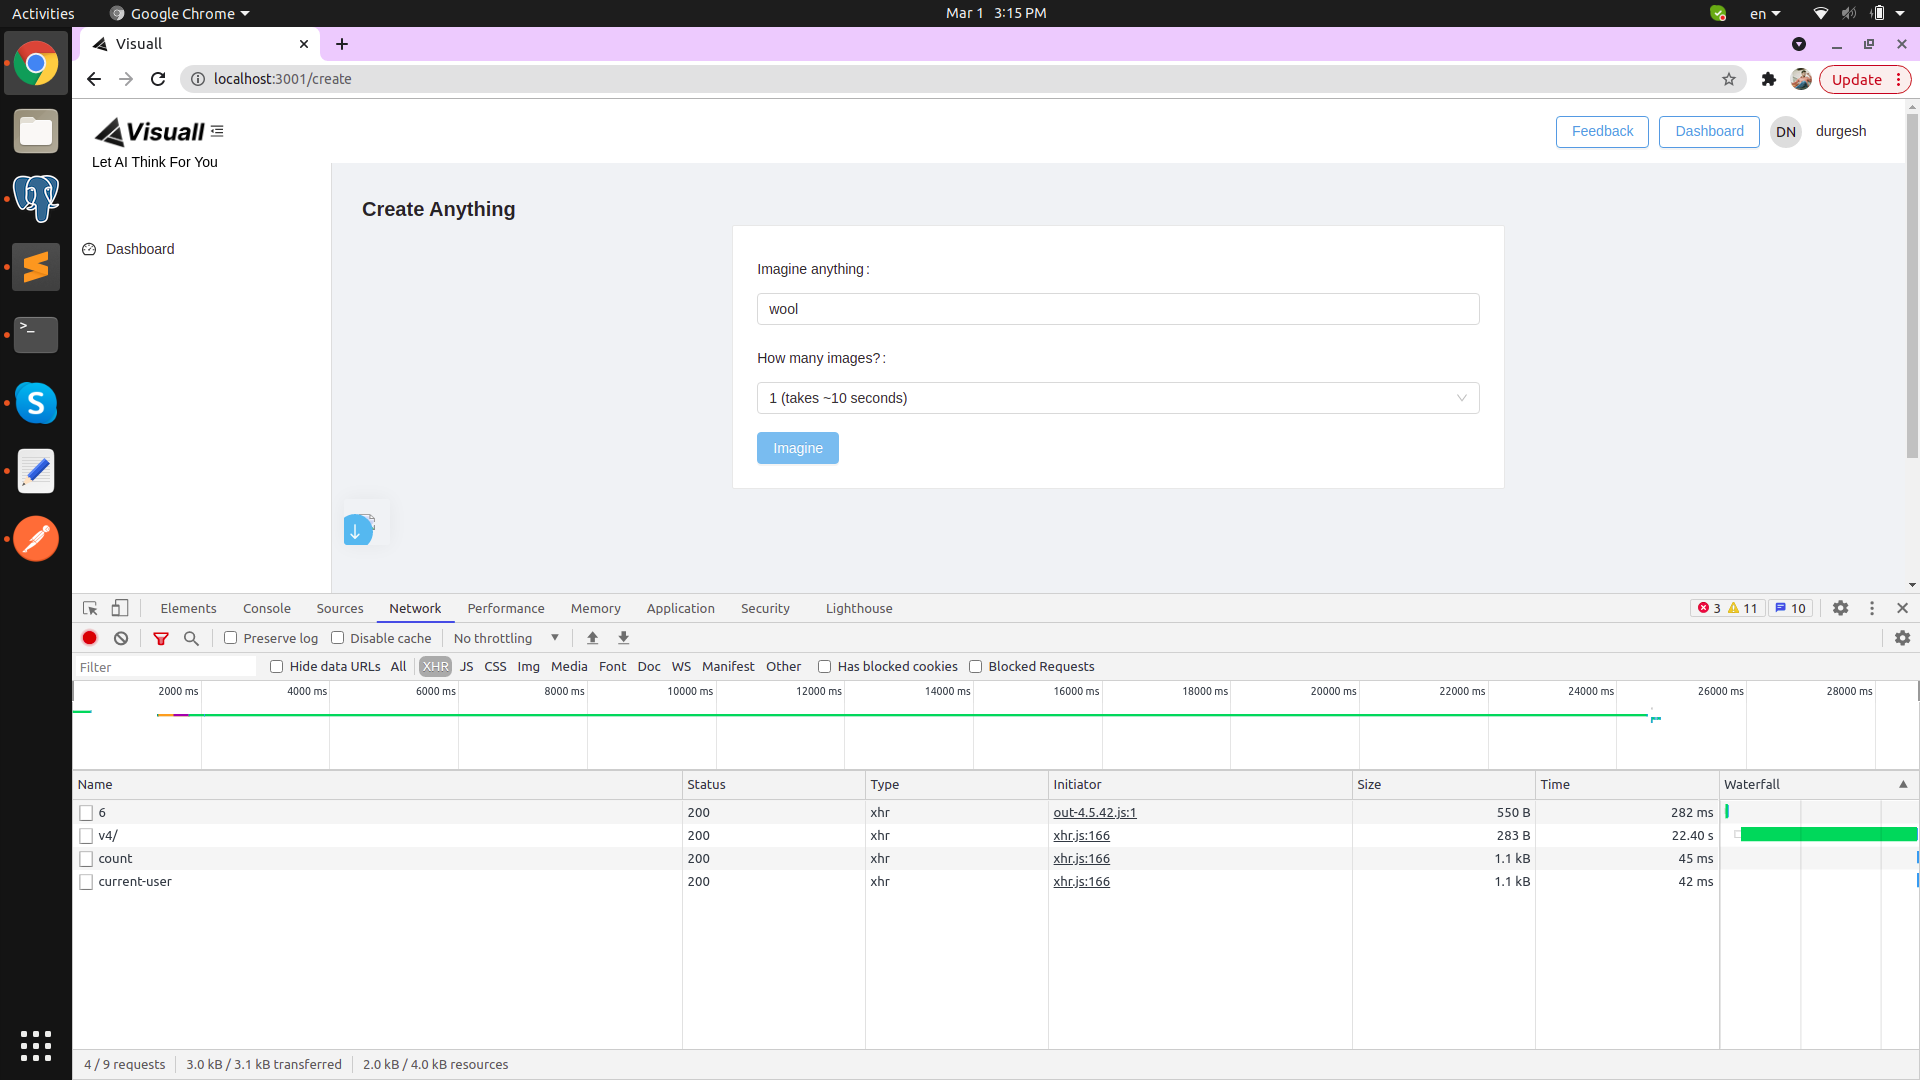 Activities Google Chrome Mar 1 3:15 PM en
Visuall
localhost:3001/create Update
Visuall Feedback Dashboard DN durgesh
Let AI Think For You
Create Anything
Dashboard
Imagine anything:
wool
How many images?:
1 (takes ~10 seconds)
Imagine
Elements Console Sources Network Performance Memory Application Security Lighthouse 3 11 10
Preserve log Disable cache No throttling
Filter Hide data URLs All XHR JS CSS Img Media Font Doc WS Manifest Other Has blocked cookies Blocked Requests
2000 ms 4000 ms 6000 ms 8000 ms 10000 ms 12000 ms 14000 ms 16000 ms 18000 ms 20000 ms 22000 ms 24000 ms 26000 ms 28000 ms
Name Status Type Initiator Size Time Waterfall
6 200 xhr out-4.5.42.js:1 550 B 282 ms
v4/ 200 xhr xhr.js:166 283 B 22.40 s
count 200 xhr xhr.js:166 1.1 kB 45 ms
current-user 200 xhr xhr.js:166 1.1 kB 42 ms
4 / 9 requests 3.0 kB / 3.1 kB transferred 2.0 kB / 4.0 kB resources